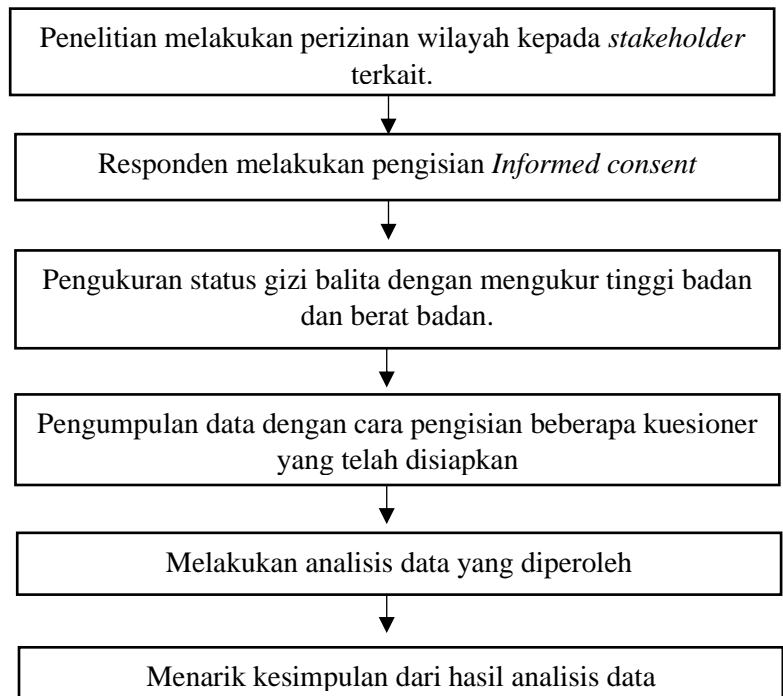 Penelitian melakukan perizinan wilayah kepada stakeholder
terkait.
Responden melakukan pengisian Informed consent
Pengukuran status gizi balita dengan mengukur tinggi badan
dan berat badan.
Pengumpulan data dengan cara pengisian beberapa kuesioner
yang telah disiapkan
Melakukan analisis data yang diperoleh
Menarik kesimpulan dari hasil analisis data